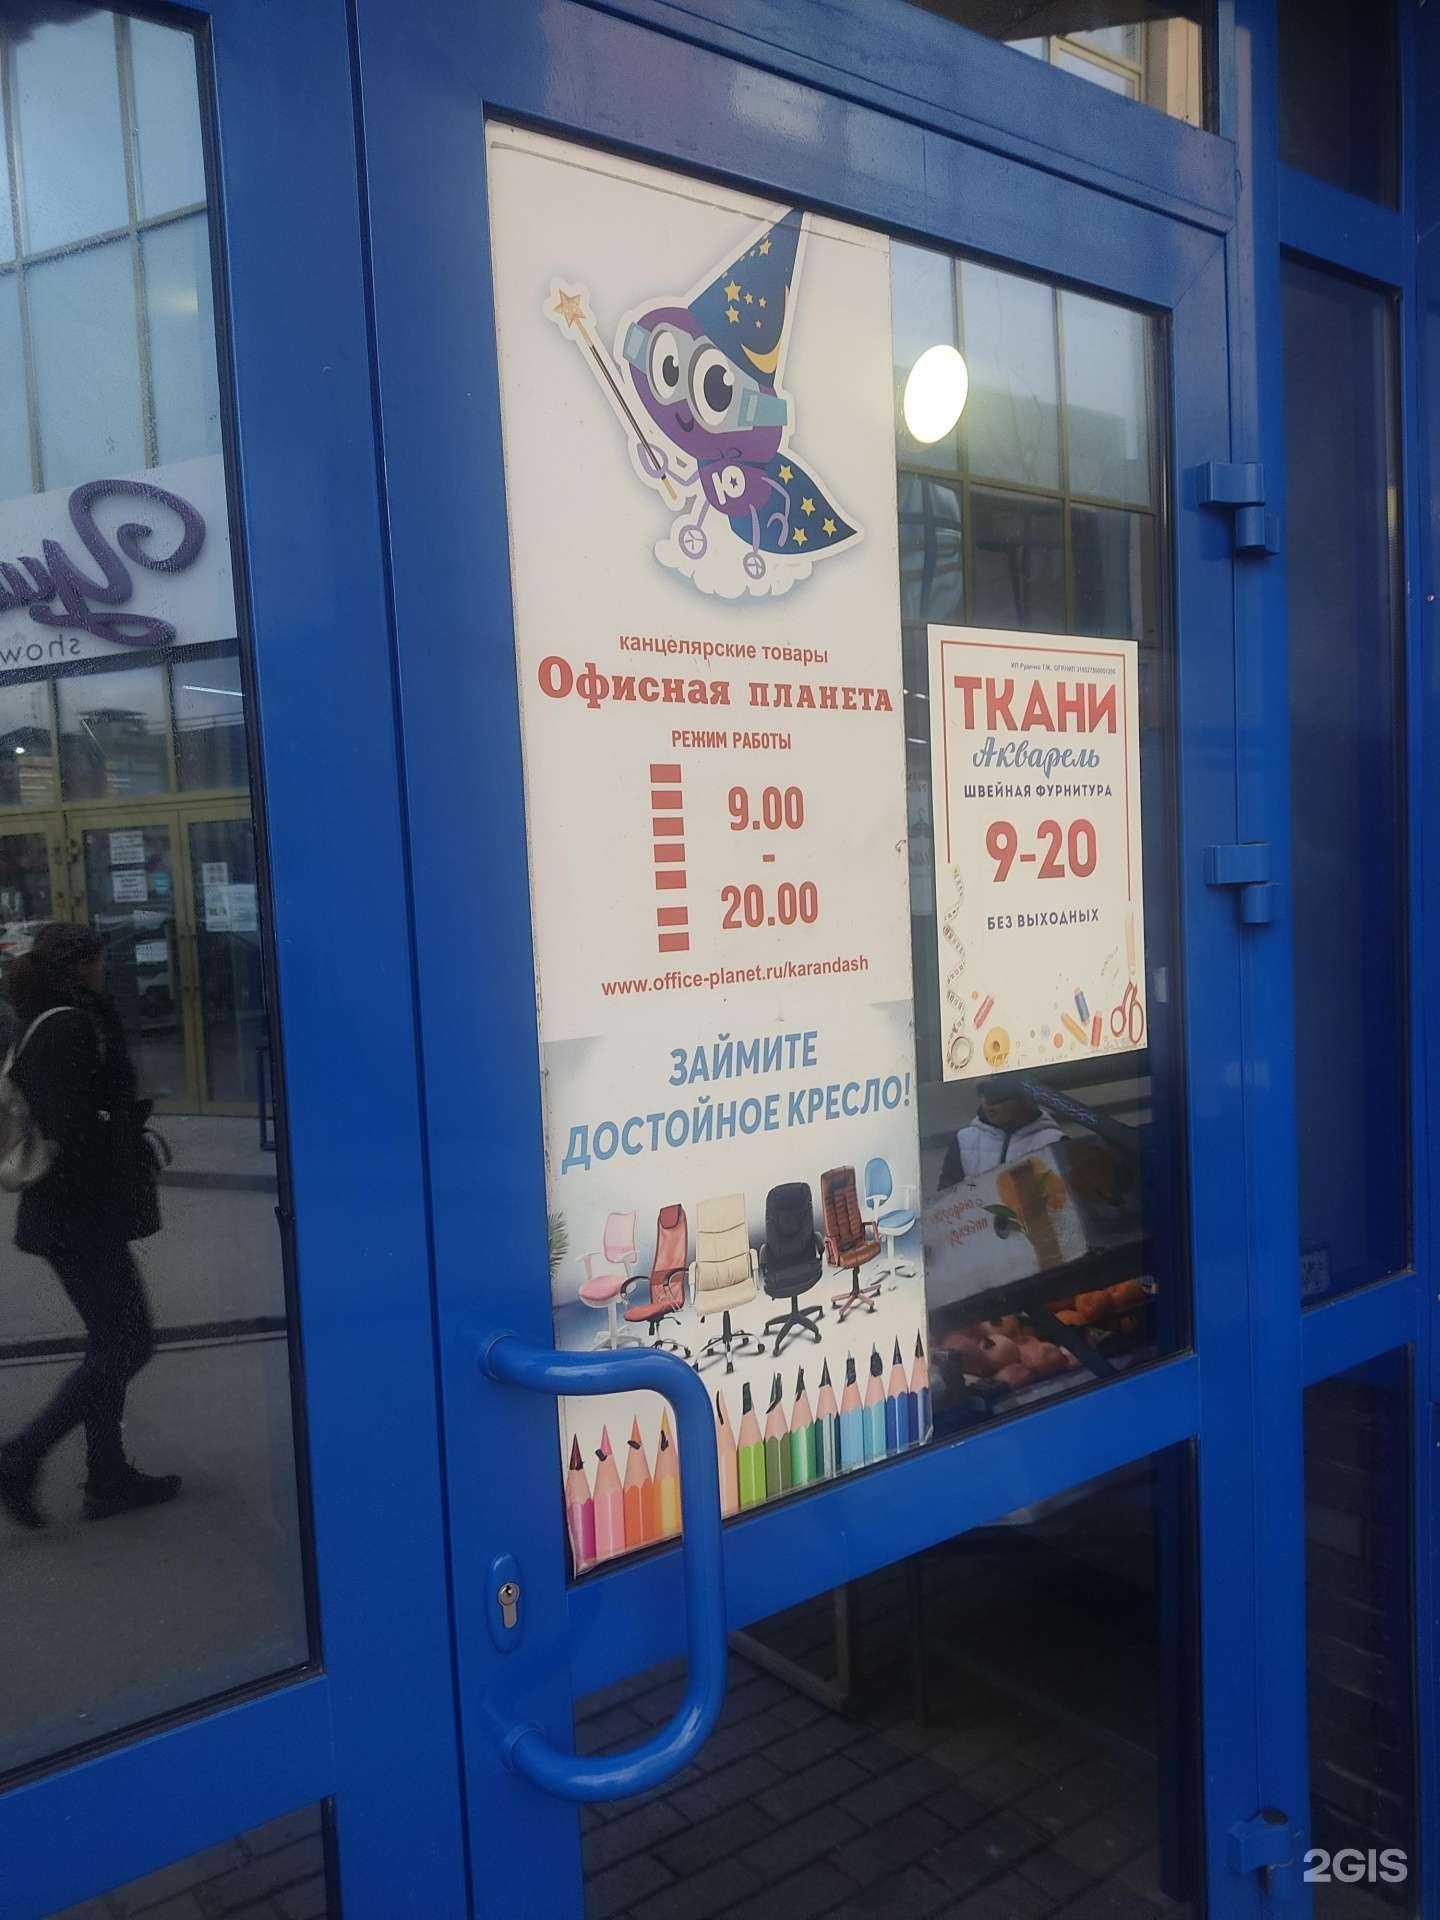 Ю
канцелярские товары
Офисная планета
РЕЖИМ РАБОТЫ
9.00
-
20.00
www.office-planet.ru/karandash
ЗАЙМИТЕ
ДОСТОЙНОЕ КРЕСЛО!
ТКАНИ
Акварель
ШВЕЙНАЯ ФУРНИТУРА
9-20
БЕЗ ВЫХОДНЫХ
show
2GIS